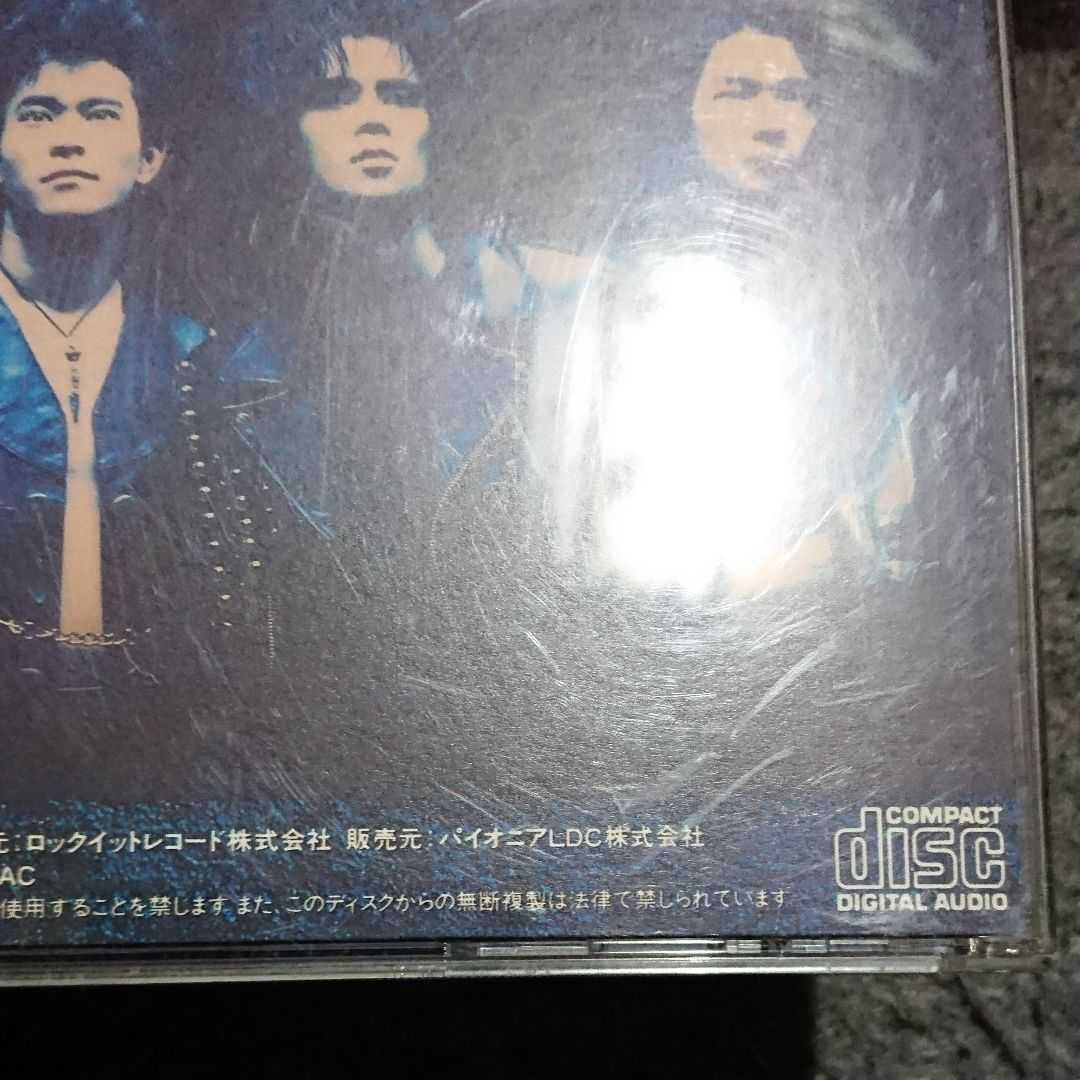 元:ロックイットレコード株式会社 販売元:パイオニアLDC株式会社
AC
使用することを禁じます。また、このディスクからの無断複製は法律で禁じられています。
COMPACT
disc
DIGITAL AUDIO